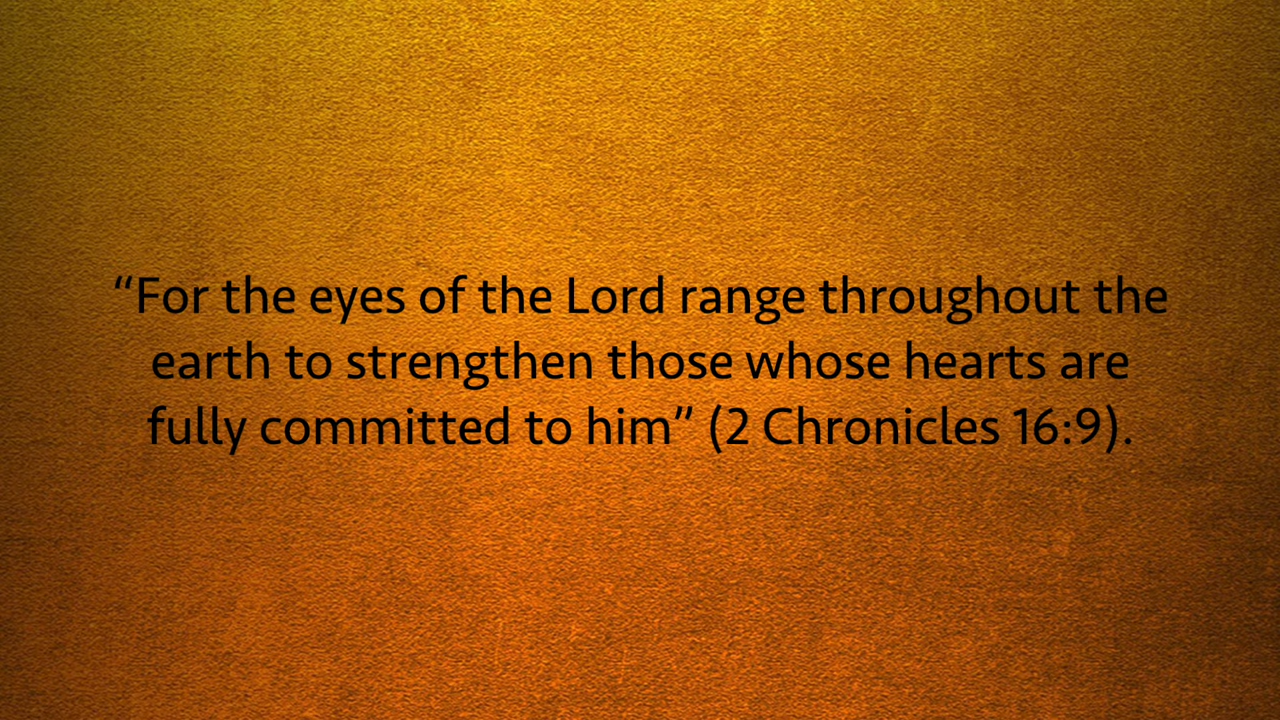 “For the eyes of the Lord range throughout the
earth to strengthen those whose hearts are
fully committed to him” (2 Chronicles 16:9).